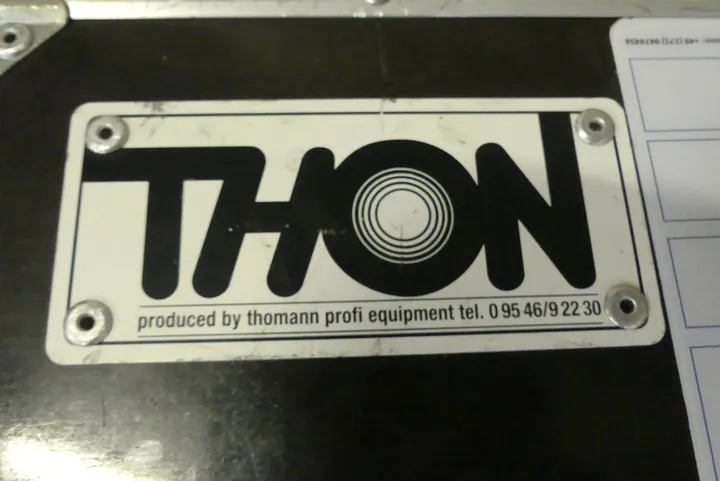 THON
produced by thomann profi equipment tel. 0 95 46/9 22 30